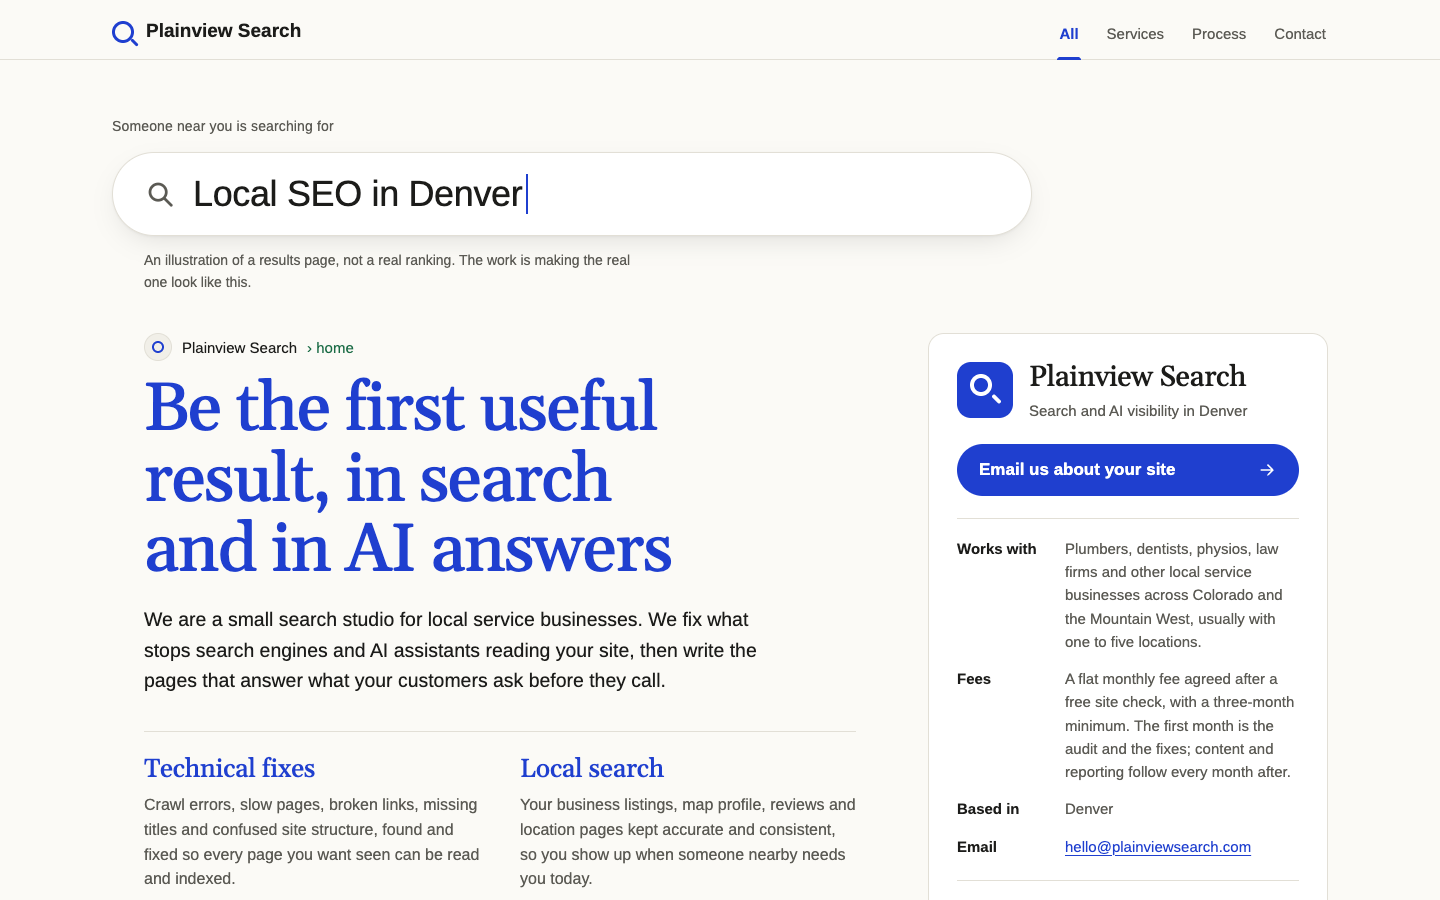 Plainview Search
All
Services
Process
Contact
Someone near you is searching for
Local SEO in Denver
An illustration of a results page, not a real ranking. The work is making the real
one look like this.
Plainview Search › home
Be the first useful
result, in search
and in AI answers
We are a small search studio for local service businesses. We fix what
stops search engines and AI assistants reading your site, then write the
pages that answer what your customers ask before they call.
Technical fixes
Crawl errors, slow pages, broken links, missing
titles and confused site structure, found and
fixed so every page you want seen can be read
and indexed.
Local search
Your business listings, map profile, reviews and
location pages kept accurate and consistent,
so you show up when someone nearby needs
you today.
Plainview Search
Search and AI visibility in Denver
Email us about your site
Works with
Plumbers, dentists, physios, law
firms and other local service
businesses across Colorado and
the Mountain West, usually with
one to five locations.
Fees
A flat monthly fee agreed after a
free site check, with a three-month
minimum. The first month is the
audit and the fixes; content and
reporting follow every month after.
Based in
Denver
Email
hello@plainviewsearch.com